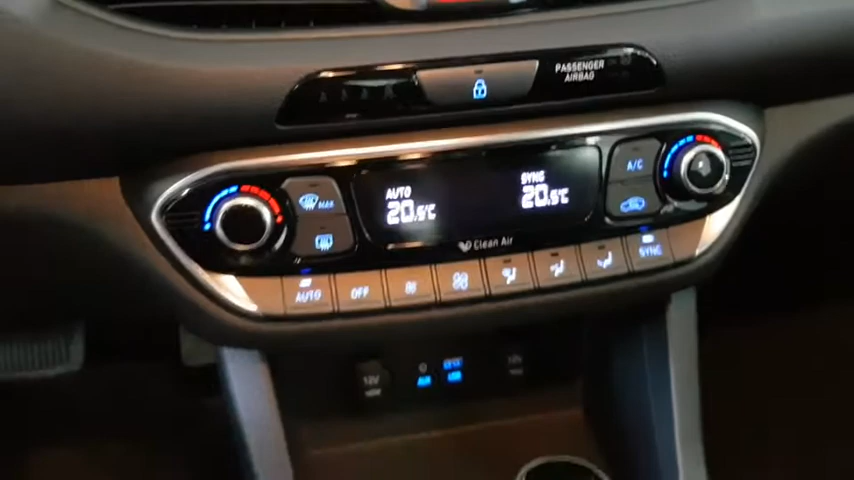 PASSENGER
AIRBAG
AUTO
20.5°C
SYNC
20.5°C
MAX
A/C
Clean Air
AUTO
OFF
SYNC
12V
AUX
USB